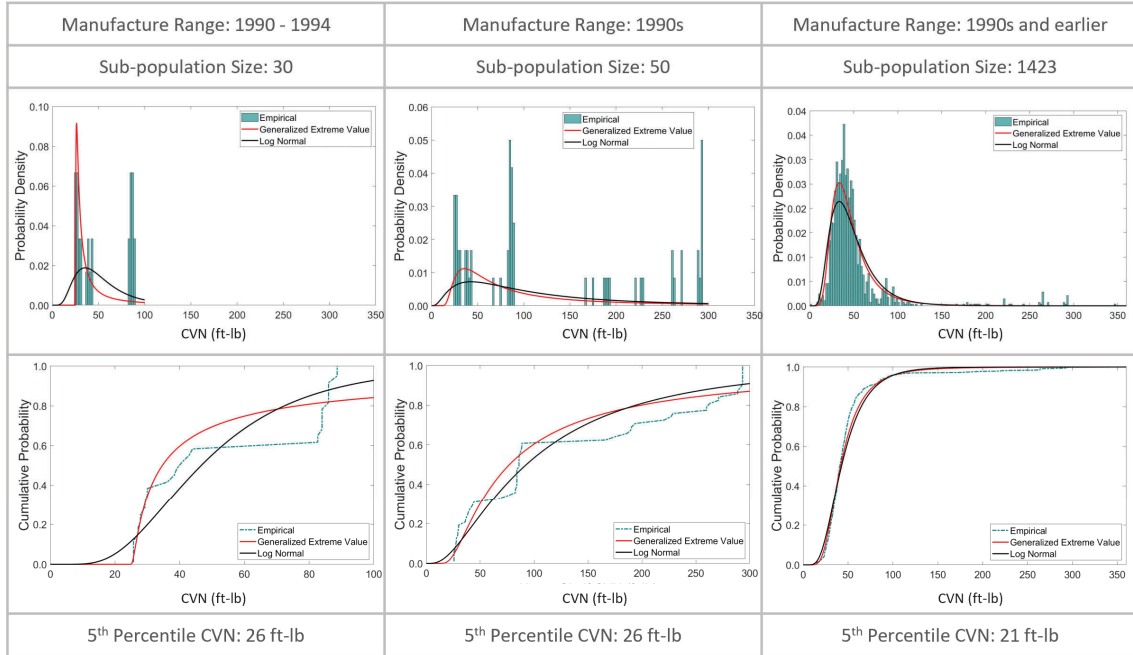 Manufacture Range: 1990 - 1994
Manufacture Range: 1990s
Manufacture Range: 1990s and earlier
Sub-population Size: 30
Sub-population Size: 50
Sub-population Size: 1423
0.10
0.08
0.06
0.04
0.02
0.00
Probability Density
Empirical
Generalized Extreme Value
Log Normal
0 50 100 150 200 250 300 350
CVN (ft-lb)
0.06
0.05
0.04
0.03
0.02
0.01
0.00
Probability Density
Empirical
Generalized Extreme Value
Log Normal
0 50 100 150 200 250 300 350
CVN (ft-lb)
0.04
0.04
0.03
0.03
0.02
0.02
0.01
0.01
0.00
Probability Density
Empirical
Generalized Extreme Value
Log Normal
0 50 100 150 200 250 300 350
CVN (ft-lb)
1.0
0.8
0.6
0.4
0.2
0.0
Cumulative Probability
Empirical
Generalized Extreme Value
Log Normal
0 20 40 60 80 100
CVN (ft-lb)
1.0
0.8
0.6
0.4
0.2
0.0
Cumulative Probability
Empirical
Generalized Extreme Value
Log Normal
0 50 100 150 200 250 300
CVN (ft-lb)
1.0
0.8
0.6
0.4
0.2
0.0
Cumulative Probability
Empirical
Generalized Extreme Value
Log Normal
0 50 100 150 200 250 300 350
CVN (ft-lb)
5th Percentile CVN: 26 ft-lb
5th Percentile CVN: 26 ft-lb
5th Percentile CVN: 21 ft-lb